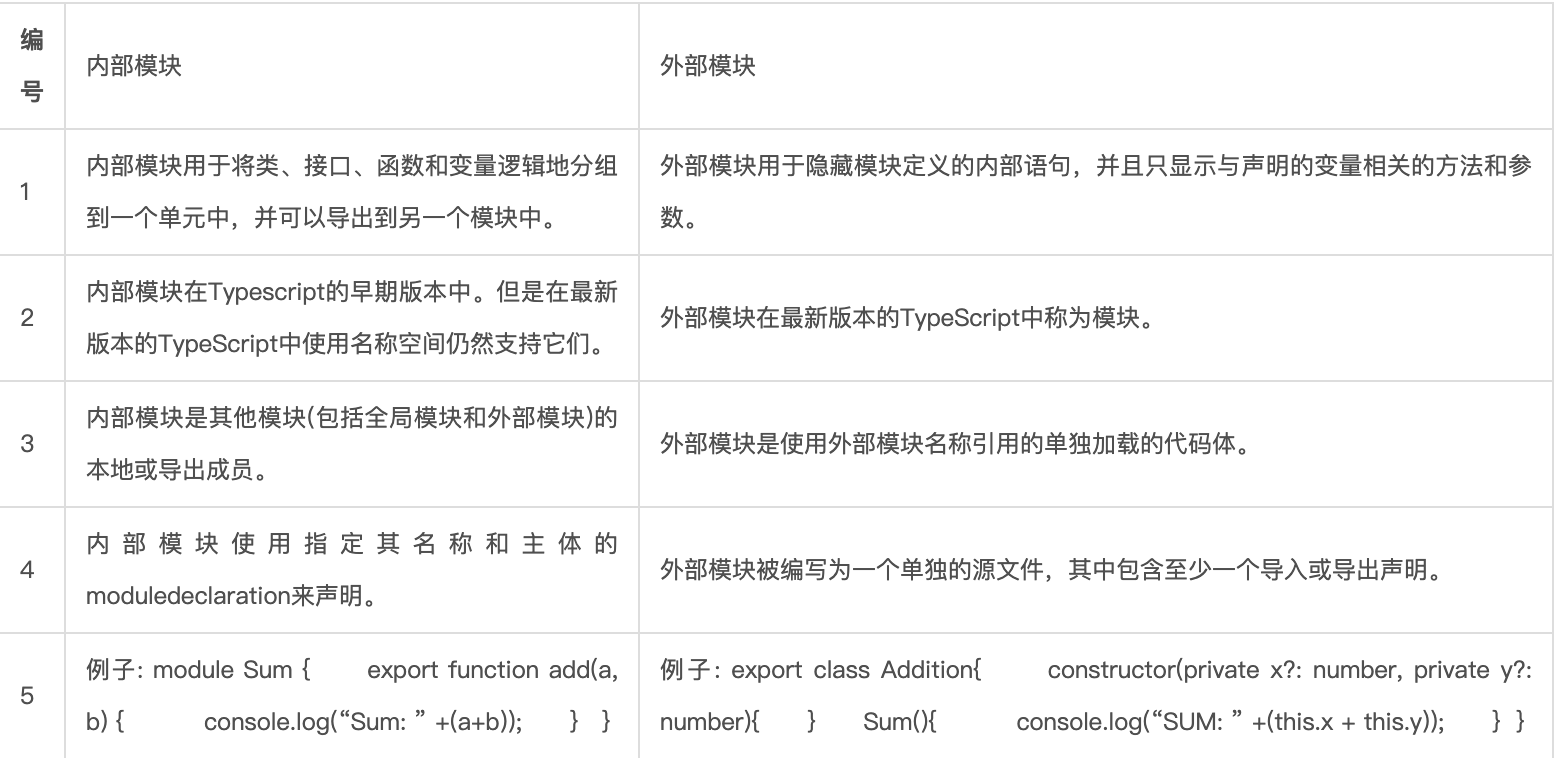 编
号
内部模块
外部模块
1
内部模块用于将类、接口、函数和变量逻辑地分组
到一个单元中，并可以导出到另一个模块中。
外部模块用于隐藏模块定义的内部语句，并且只显示与声明的变量相关的方法和参
数。
2
内部模块在Typescript的早期版本中。但是在最新
版本的TypeScript中使用名称空间仍然支持它们。
外部模块在最新版本的TypeScript中称为模块。
3
内部模块是其他模块(包括全局模块和外部模块)的
本地或导出成员。
外部模块是使用外部模块名称引用的单独加载的代码体。
4
内部模块使用指定其名称和主体的
moduledeclaration来声明。
外部模块被编写为一个单独的源文件，其中包含至少一个导入或导出声明。
5
例子: module Sum { export function add(a,
b) { console.log(“Sum: ” +(a+b)); } }
例子: export class Addition{ constructor(private x?: number, private y?:
number){ } Sum(){ console.log(“SUM: ” +(this.x + this.y)); } }